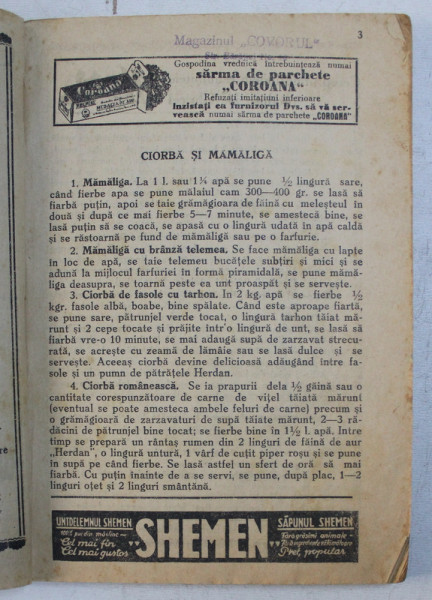 3
Magazinul „COVORUL"
Gospodina vrednică întrebuințează numai
sârma de parchete
„COROANA"
Refuzați imitațiuni inferioare
Insistați ca furnizorul Dvs. să vă ser-
vească numai sârma de parchete „COROANA"
Coroana
CIORBĂ ȘI MĂMĂLIGĂ
1. Mămăliga. La 1 l. sau 1¼ apă se pune ½ lingură sare,
când fierbe apa se pune mălaiul cam 300—400 gr. se lasă să
fiarbă puțin, apoi se taie grămăgioara de făină cu melesteul în
două și după ce mai fierbe 5—7 minute, se amestecă bine, se
lasă puțin să se coacă, se apasă cu o lingură udată în apă caldă
și se răstoarnă pe fund de mămăligă sau pe o farfurie.
2. Mămăligă cu brânză telemea. Se face mămăliga cu lapte
în loc de apă, se taie telemeu bucățele subțiri și mici și se
adună la mijlocul farfuriei în formă piramidală, se pune mămă-
liga deasupra, se toarnă peste ea unt proaspăt și se servește.
3. Ciorbă de fasole cu tarhon. În 2 kg. apă se fierbe ½
kgr. fasole albă, boabe, bine spălate. Când este aproape fiartă,
se pune sare, pătrunjel verde tocat, o lingură tarhon tăiat mă-
runt și 2 cepe tocate și prăjite într'o lingură de unt, se lasă să
fiarbă vre-o 10 minute, se mai adaugă supă de zarzavat strecu-
rată, se acrește cu zeamă de lămâie sau se lasă dulce și se
servește. Aceeaș ciorbă devine delicioasă adăugând între fa-
sole și un pumn de pătrățele Herdan.
4. Ciorbă românească. Se ia prapurii dela ½ găină sau o
cantitate corespunzătoare de carne de vițel tăiată mărunt
(eventual se poate amesteca ambele feluri de carne) precum și
o grămăgioară de zarzavaturi de supă tăiate mărunt, 2—3 ră-
dăcini de pătrunjel bine tocat; se fierbe bine în 1½ l. apă. Între
timp se prepară un rântaș rumen din 2 linguri de făină de aur
„Herdan", o lingură untură, 1 vârf de cuțit piper roșu și se pune
în supă pe când fierbe. Se lasă astfel un sfert de oră să mai
fiarbă. Cu puțin înainte de a se servi, se pune, după plac, 1—2
linguri oțet și 2 linguri smântână.
UNTDELEMNUL SHEMEN
100% pur din măsline —
Cel mai fin
Cel mai gustos
SHEMEN
SĂPUNUL SHEMEN
Fără grăsimi animale —
Preț popular